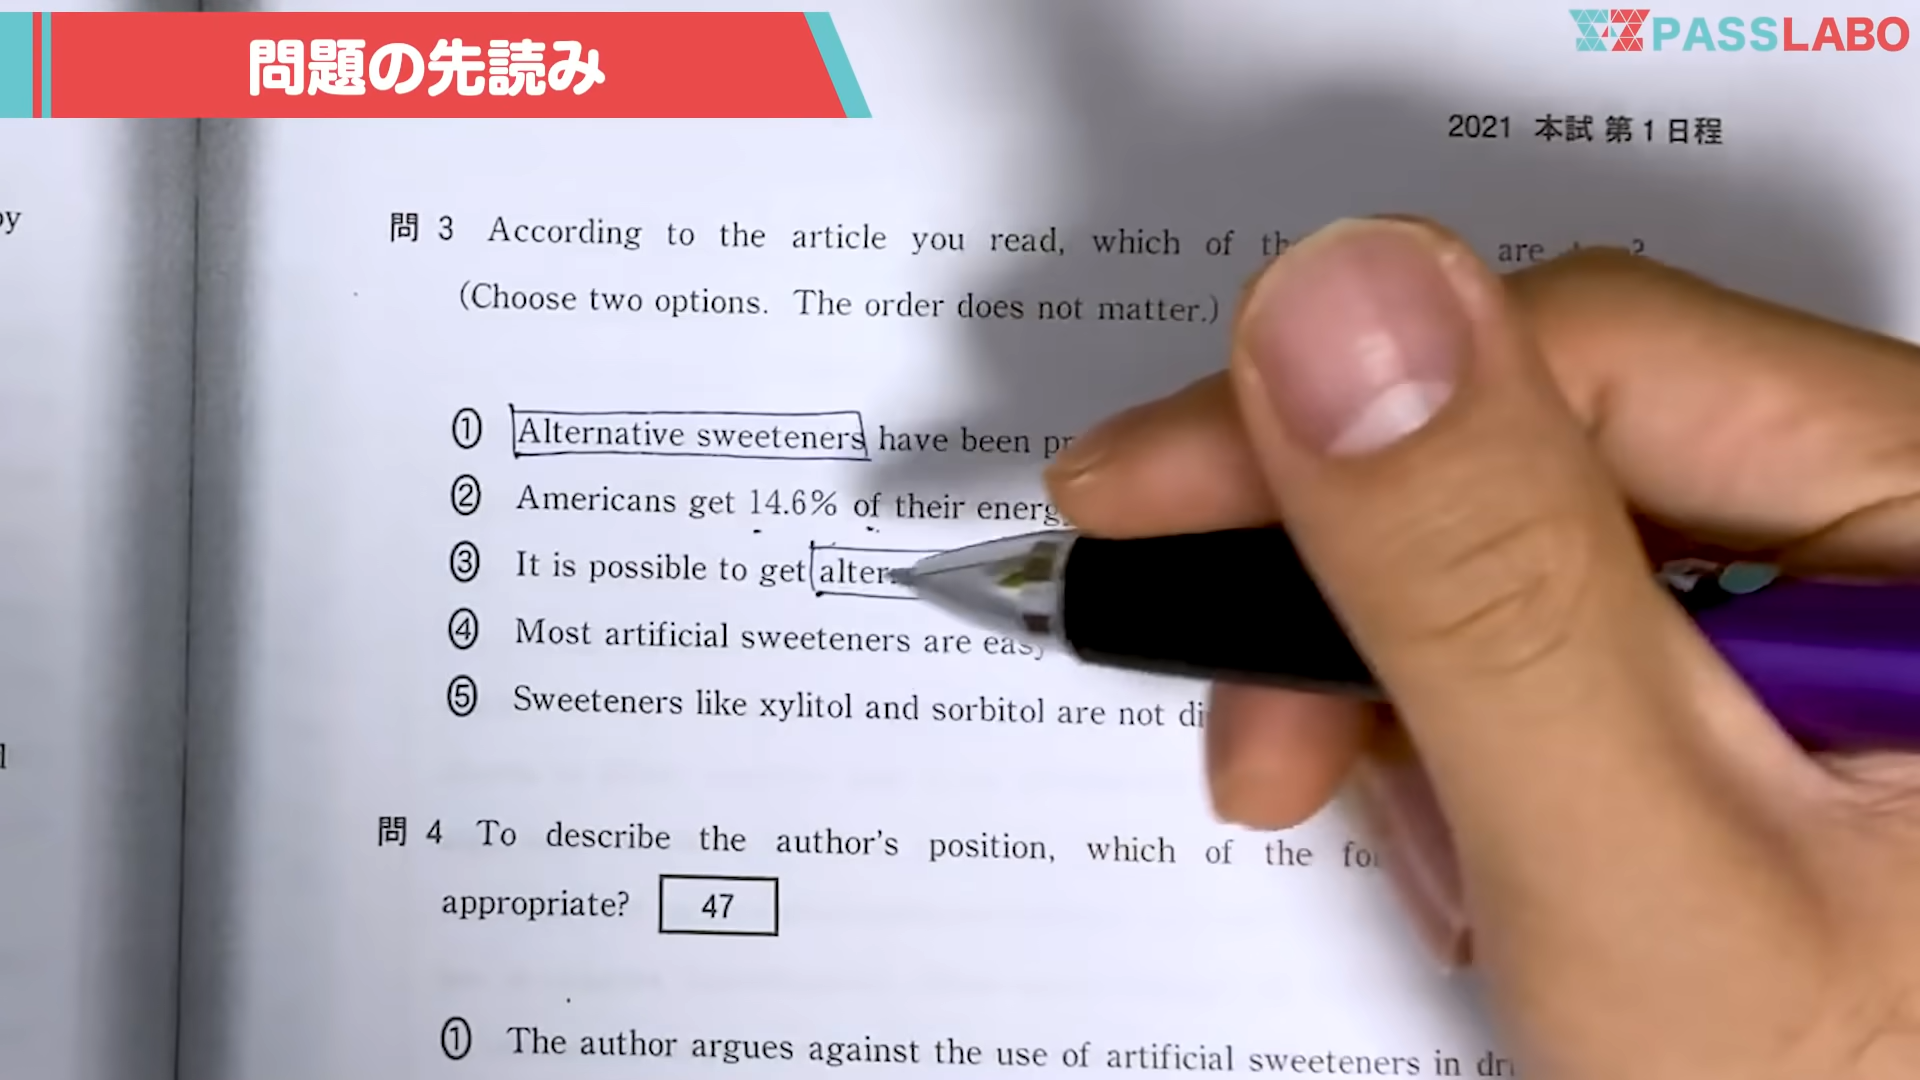 問題の先読み
PASSLABO
2021 本試 第1日程
問 3 According to the article you read, which of are
(Choose two options. The order does not matter.)
① Alternative sweeteners have been
② Americans get 14.6% of their
③ It is possible to get
④ Most artificial sweeteners are
⑤ Sweeteners like xylitol and sorbitol are not
問 4 To describe the author's position, which of the
appropriate? 47
① The author argues against the use of artificial sweeteners in